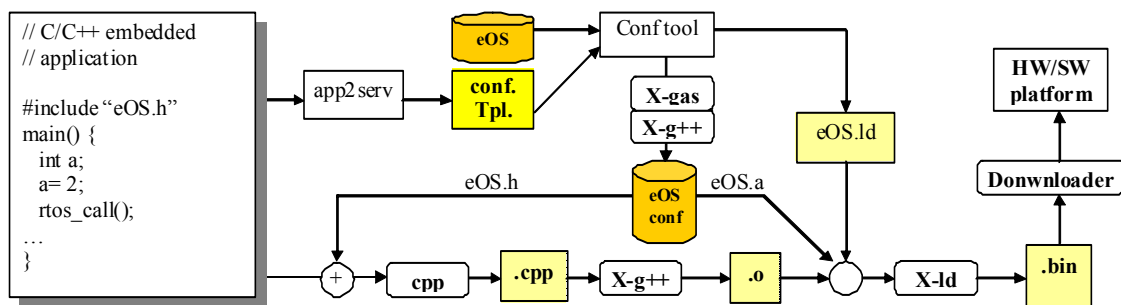 // C/C++ embedded
// application
#include “eOS.h”
main() {
int a;
a= 2;
rtos_call();
…
}
app2serv
eOS
conf.
Tpl.
Conf tool
X-gas
X-g++
eOS.ld
HW/SW
platform
Donwnloader
eOS.h
eOS
conf
eOS.a
+
cpp
.cpp
X-g++
.o
X-ld
.bin